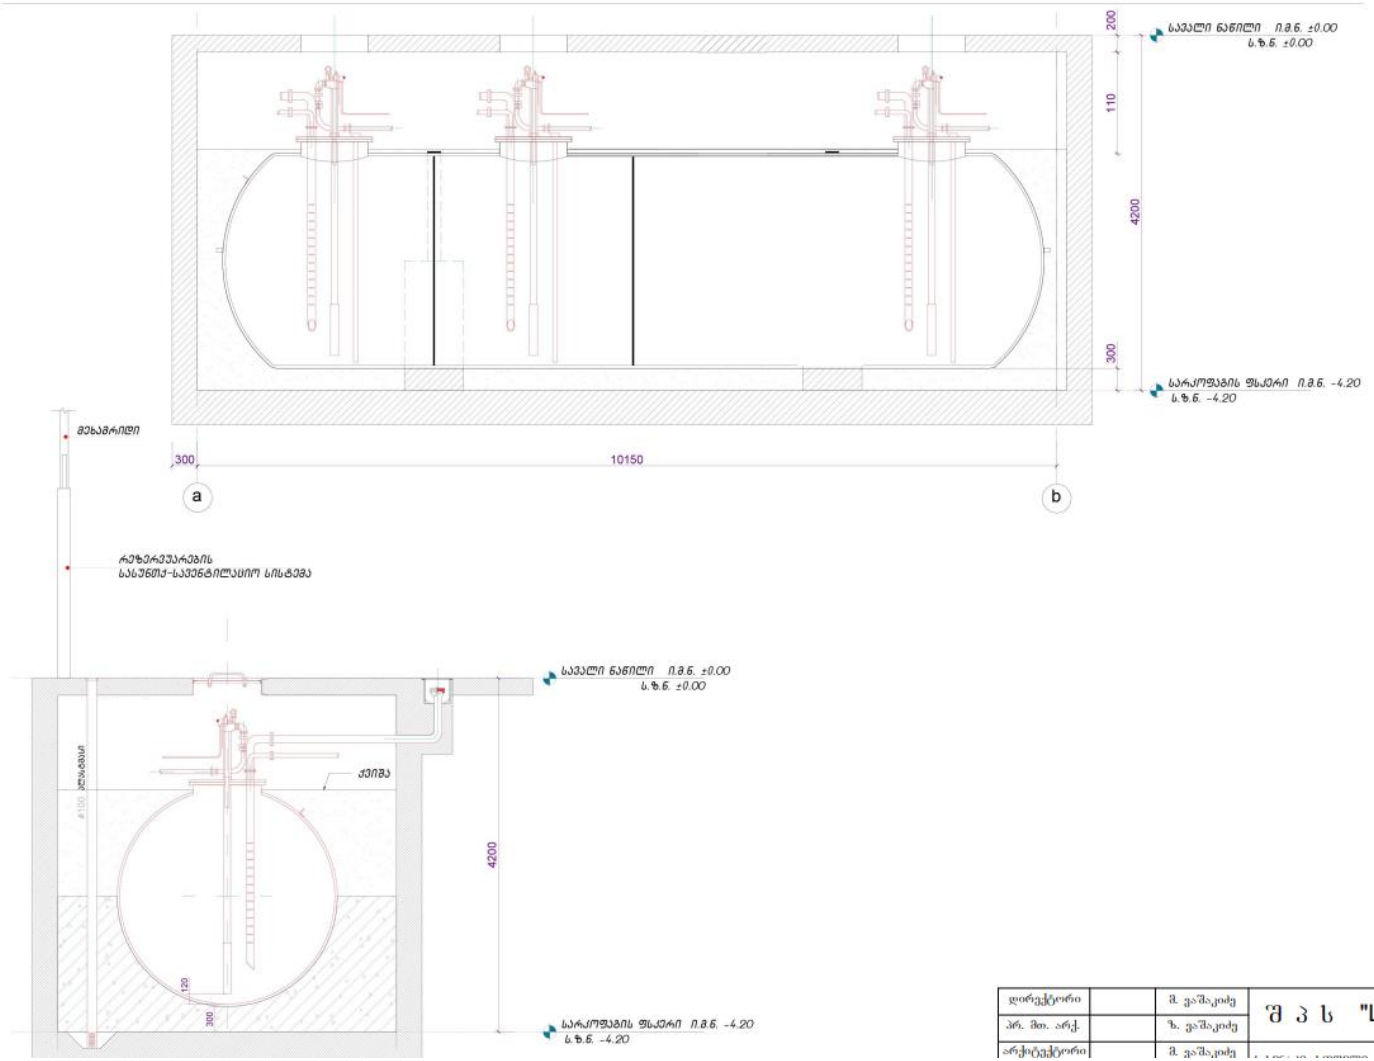 200
სავალი ნაწილი ი.მ.ნ. ±0.00
ს.ზ.ნ. ±0.00
110
4200
300
სარკოფაგის ფსკერი ი.მ.ნ. -4.20
ს.ზ.ნ. -4.20
მეხამრიდი
300
10150
a
b
რეზერვუარების
სასუნთქ-სავენტილაციო სისტემა
სავალი ნაწილი ი.მ.ნ. ±0.00
ს.ზ.ნ. ±0.00
ქვიშა
4200
120
300
სარკოფაგის ფსკერი ი.მ.ნ. -4.20
ს.ზ.ნ. -4.20
დირექტორი
მ. ვაშაკიძე
შ პ ს
პრ. მთ. არქ.
ზ. ვაშაკიძე
არქიტექტორი
მ. ვაშაკიძე